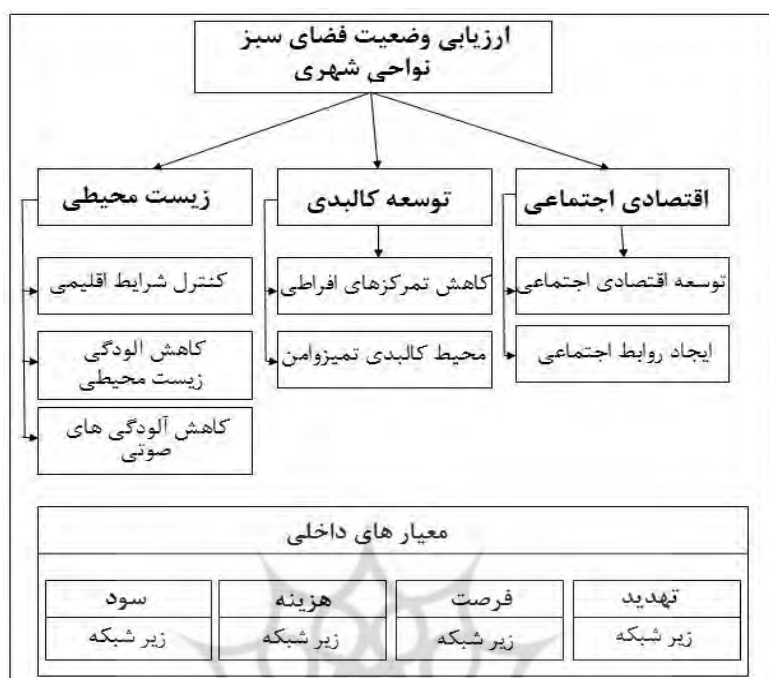 ارزیابی وضعیت فضای سبز
نواحی شهری
اقتصادی اجتماعی
توسعه اقتصادی اجتماعی
ایجاد روابط اجتماعی
توسعه کالبدی
کاهش تمرکزهای افراطی
محیط کالبدی تمیزوامن
زیست محیطی
کنترل شرایط اقلیمی
کاهش الودگی
زیست محیطی
کاهش آلودگی های
صوتی
معیار های داخلی
تهدید
زیر شبکه
فرصت
زیر شبکه
هزینه
زیر شبکه
سود
زیر شبکه